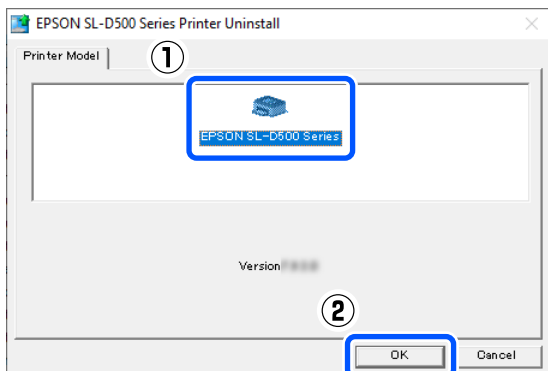 EPSON SL-D500 Series Printer Uninstall
Printer Model
①
EPSON SL-D500 Series
Version
②
OK
Cancel